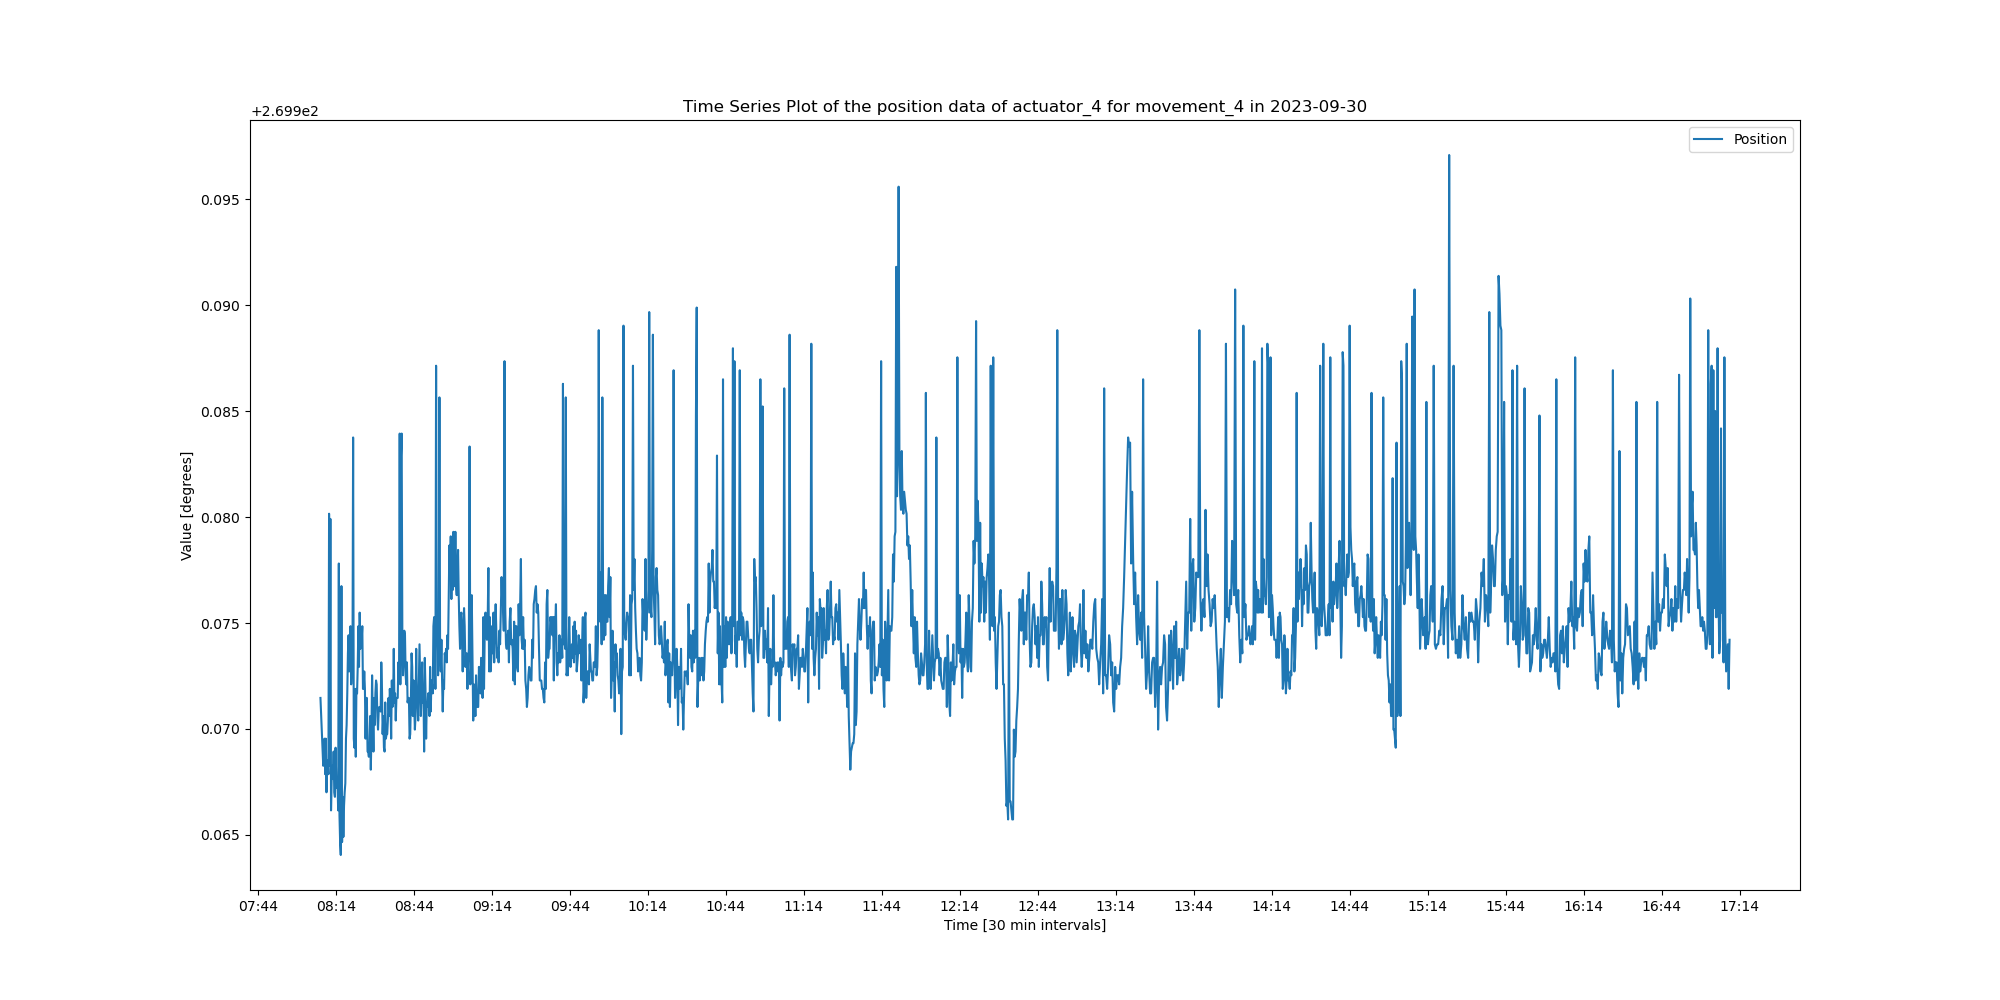 Time Series Plot of the position data of actuator_4 for movement_4 in 2023-09-30
+2.699e2
Position
0.095
0.090
0.085
0.080
0.075
0.070
0.065
Value [degrees]
07:44 08:14 08:44 09:14 09:44 10:14 10:44 11:14 11:44 12:14 12:44 13:14 13:44 14:14 14:44 15:14 15:44 16:14 16:44 17:14
Time [30 min intervals]